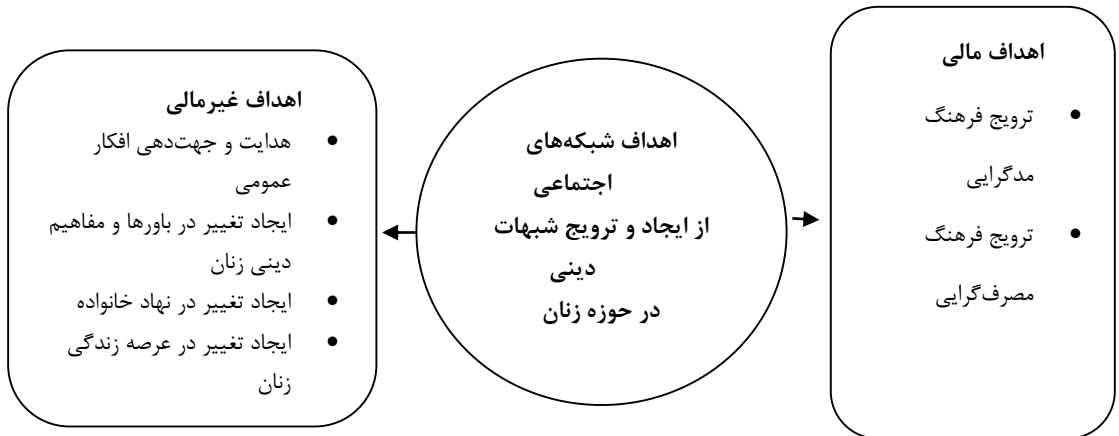 اهداف مالی
• ترویج فرهنگ
مدگرایی
• ترویج فرهنگ
مصرف‌گرایی
اهداف شبکه‌های
اجتماعی
از ایجاد و ترویج شبهات
دینی
در حوزه زنان
اهداف غیرمالی
• هدایت و جهت‌دهی افکار
عمومی
• ایجاد تغییر در باورها و مفاهیم
دینی زنان
• ایجاد تغییر در نهاد خانواده
• ایجاد تغییر در عرصه زندگی
زنان